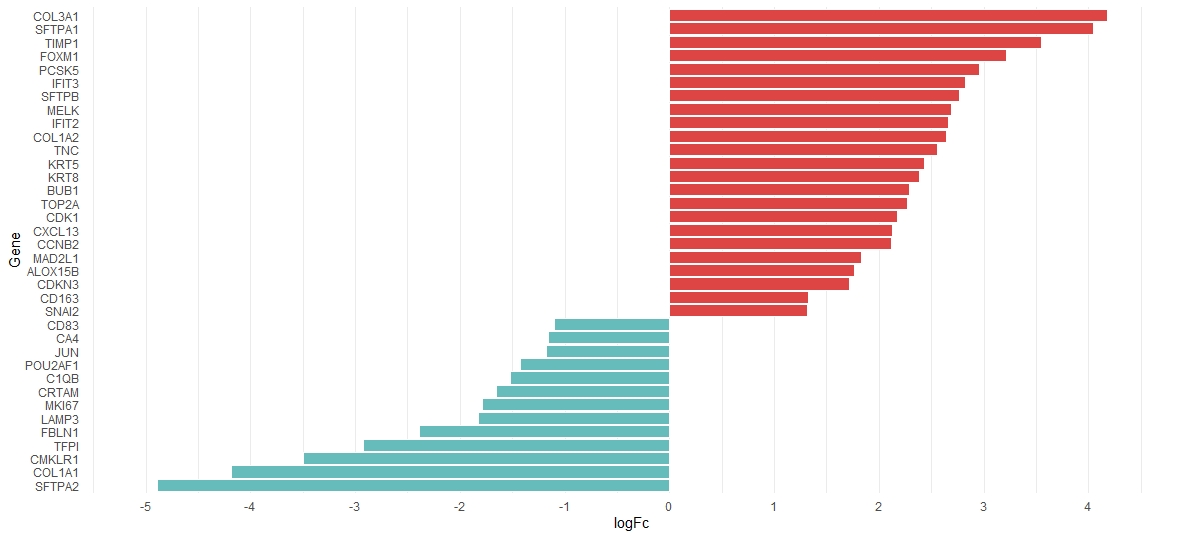 COL3A1
SFTPA1
TIMP1
FOXM1
PCSK5
IFIT3
SFTPB
MELK
IFIT2
COL1A2
TNC
KRT5
KRT8
BUB1
TOP2A
CDK1
CXCL13
CCNB2
MAD2L1
ALOX15B
CDKN3
CD163
SNAI2
CD83
CA4
JUN
POU2AF1
C1QB
CRTAM
MKI67
LAMP3
FBLN1
TFPI
CMKLR1
COL1A1
SFTPA2
Gene
-5 -4 -3 -2 -1 0 1 2 3 4
logFc